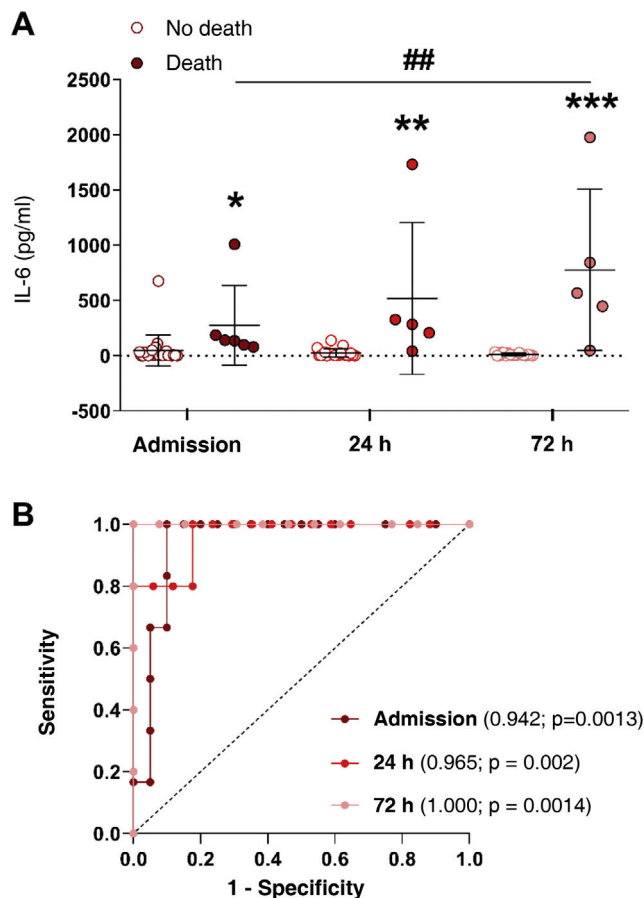 A
No death
Death
##
2500
2000
1500
1000
500
0
-500
IL-6 (pg/ml)
*
**
***
Admission
24 h
72 h
B
1.0
0.8
0.6
0.4
0.2
0.0
Sensitivity
Admission (0.942; p=0.0013)
24 h (0.965; p = 0.002)
72 h (1.000; p = 0.0014)
0.0 0.2 0.4 0.6 0.8 1.0
1 - Specificity